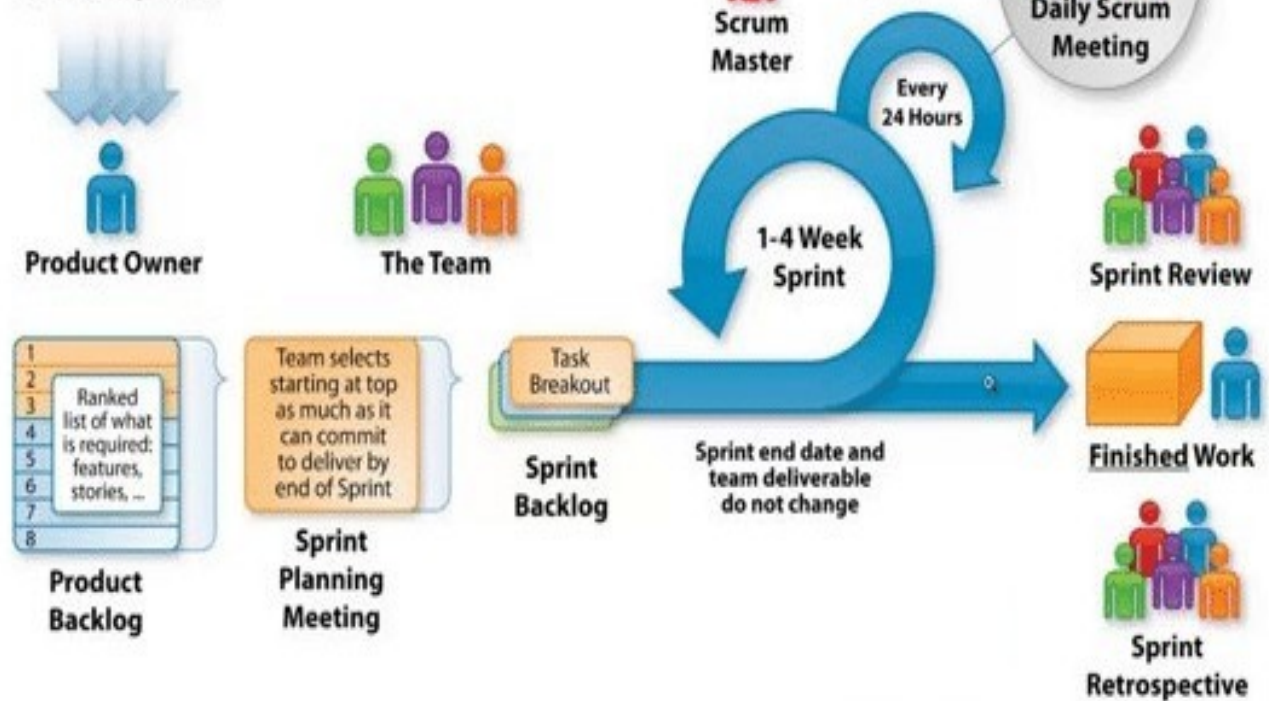 Scrum
Master
Daily Scrum
Meeting
Every
24 Hours
Product Owner
The Team
1-4 Week
Sprint
Sprint Review
1
2
3
4
5
6
7
8
Ranked
list of what
is required:
features,
stories, ...
Product
Backlog
Team selects
starting at top
as much as it
can commit
to deliver by
end of Sprint
Sprint
Planning
Meeting
Task
Breakout
Sprint
Backlog
Sprint end date and
team deliverable
do not change
Finished Work
Sprint
Retrospective